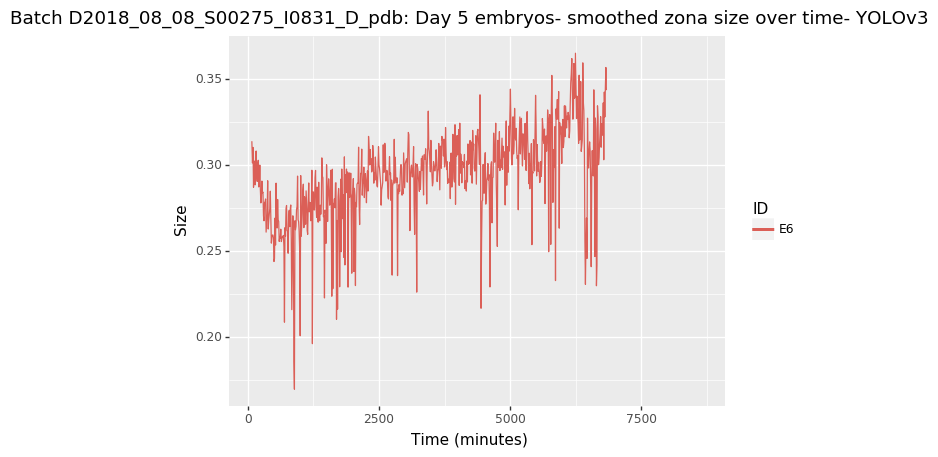 Batch D2018_08_08_S00275_I0831_D_pdb: Day 5 embryos- smoothed zona size over time- YOLOv3
0.35
0.30
0.25
0.20
Size
0
2500
5000
7500
Time (minutes)
ID
E6